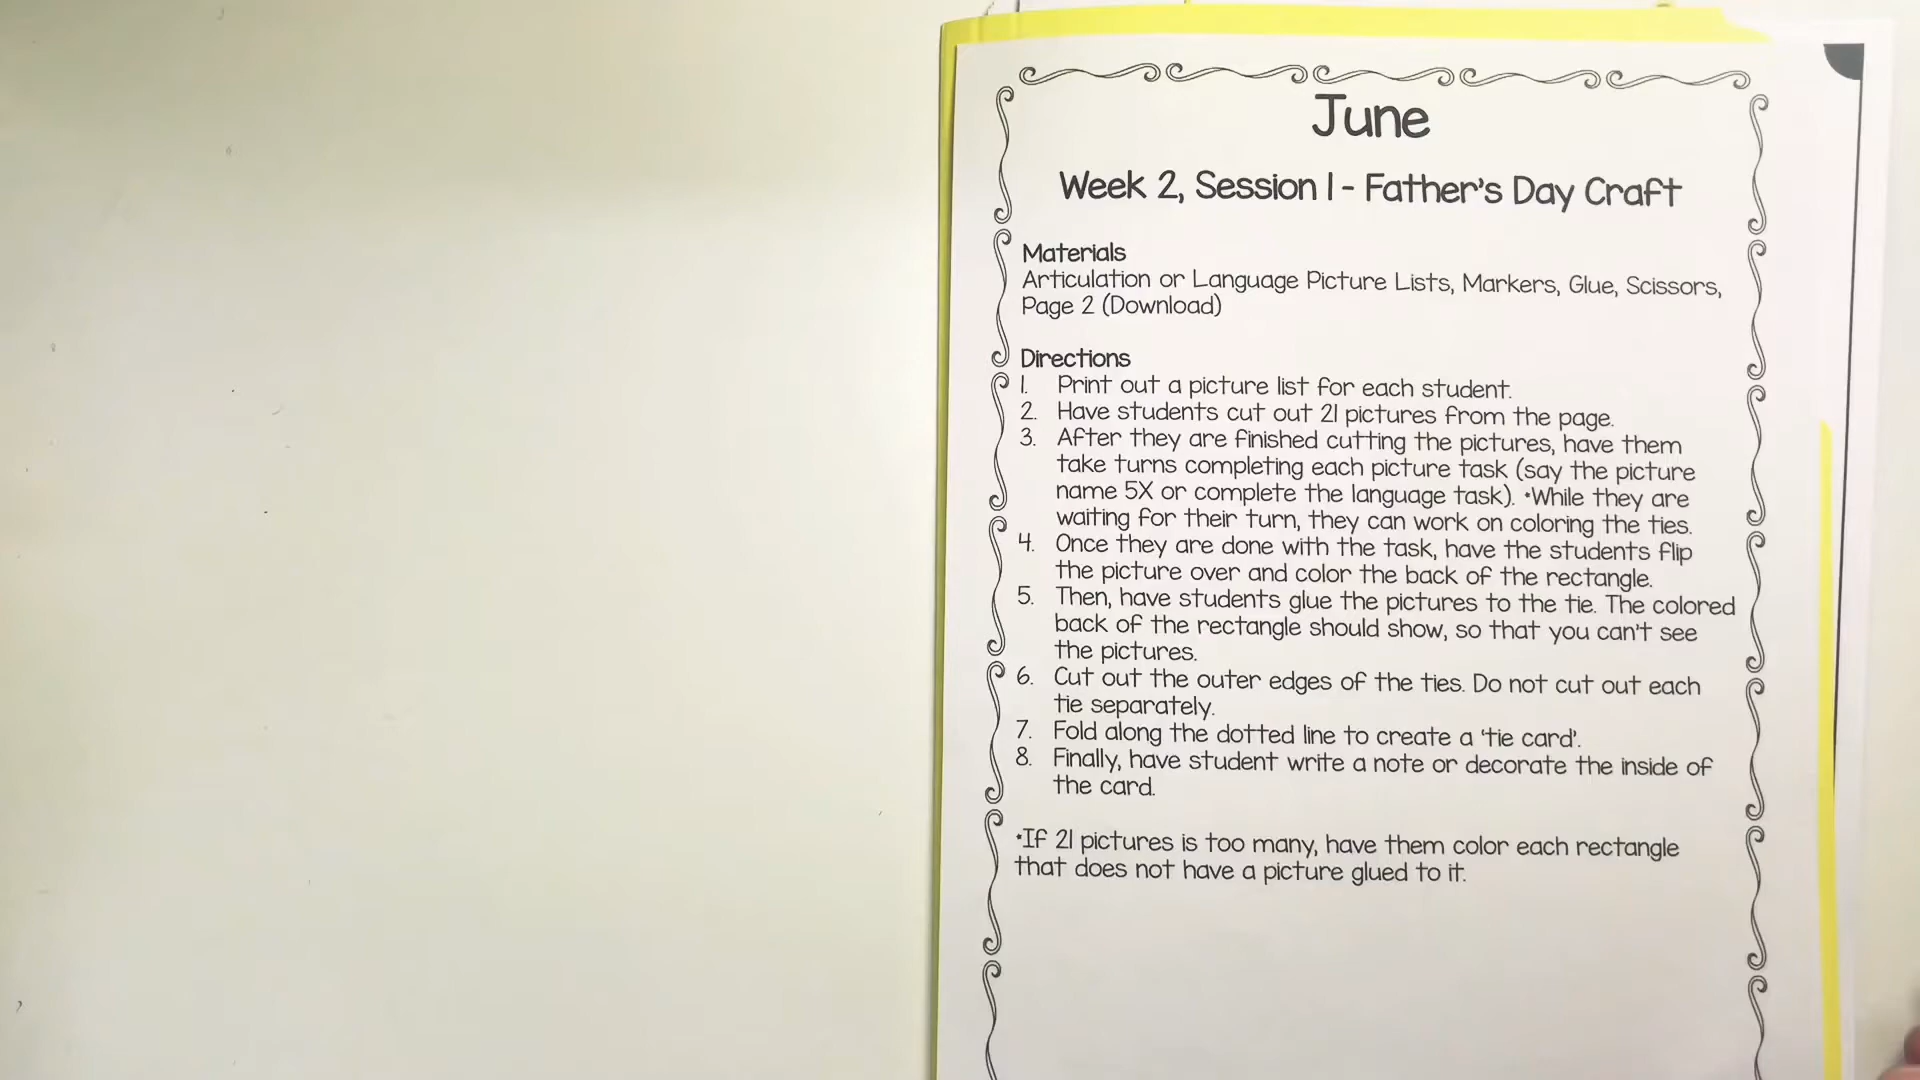 June
Week 2, Session 1 - Father's Day Craft
Materials
Articulation or Language Picture Lists, Markers, Glue, Scissors,
Page 2 (Download)
Directions
1. Print out a picture list for each student.
2. Have students cut out 21 pictures from the page.
3. After they are finished cutting the pictures, have them
take turns completing each picture task (say the picture
name 5X or complete the language task). *While they are
waiting for their turn, they can work on coloring the ties.
4. Once they are done with the task, have the students flip
the picture over and color the back of the rectangle.
5. Then, have students glue the pictures to the tie. The colored
back of the rectangle should show, so that you can't see
the pictures.
6. Cut out the outer edges of the ties. Do not cut out each
tie separately.
7. Fold along the dotted line to create a 'tie card'.
8. Finally, have student write a note or decorate the inside of
the card.
*If 21 pictures is too many, have them color each rectangle
that does not have a picture glued to it.